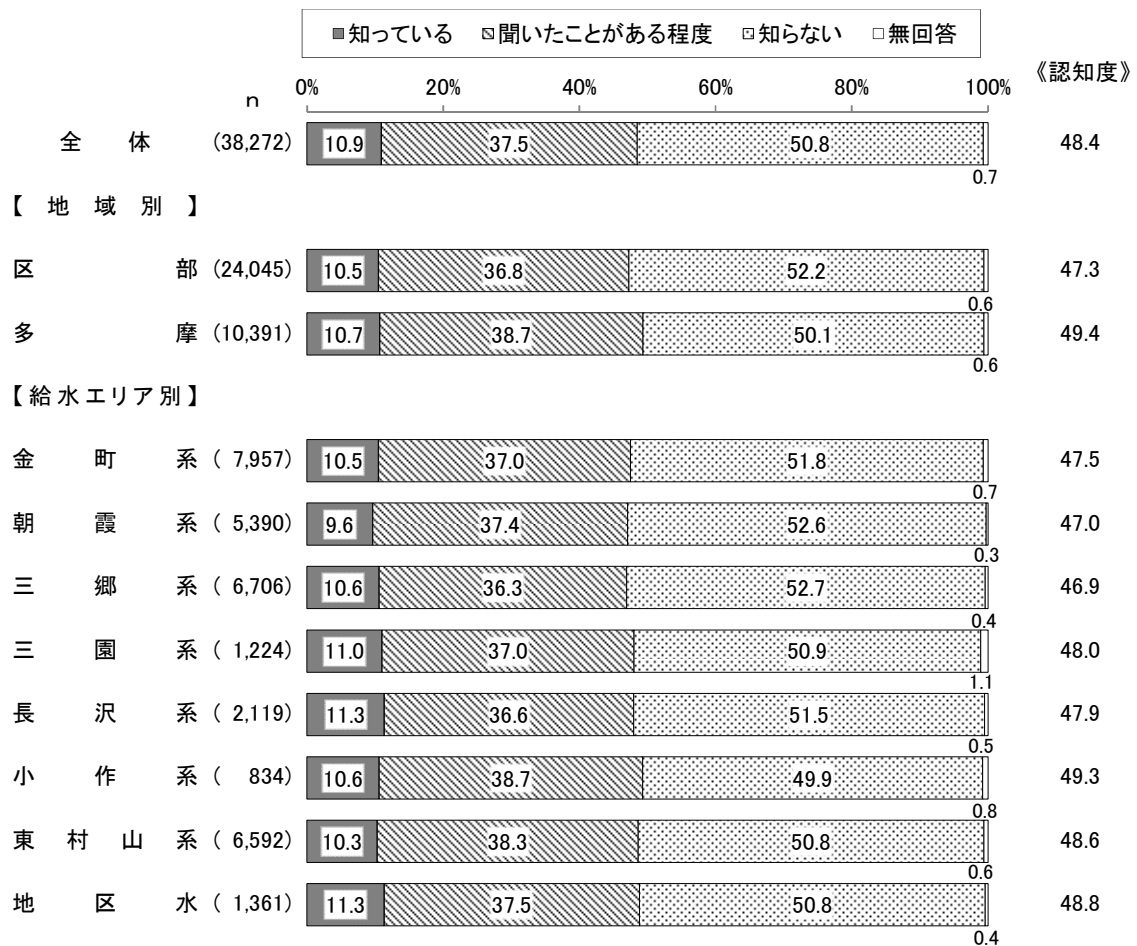 ■知っている ▧聞いたことがある程度 ▨知らない □無回答
《認知度》
n 0% 20% 40% 60% 80% 100%
全体 (38,272) 10.9 37.5 50.8 0.7 48.4
【地域別】
区部 (24,045) 10.5 36.8 52.2 0.6 47.3
多摩 (10,391) 10.7 38.7 50.1 0.6 49.4
【給水エリア別】
金町系 ( 7,957) 10.5 37.0 51.8 0.7 47.5
朝霞系 ( 5,390) 9.6 37.4 52.6 0.3 47.0
三郷系 ( 6,706) 10.6 36.3 52.7 0.4 46.9
三園系 ( 1,224) 11.0 37.0 50.9 1.1 48.0
長沢系 ( 2,119) 11.3 36.6 51.5 0.5 47.9
小作系 ( 834) 10.6 38.7 49.9 0.8 49.3
東村山系 ( 6,592) 10.3 38.3 50.8 0.6 48.6
地区水 ( 1,361) 11.3 37.5 50.8 0.4 48.8